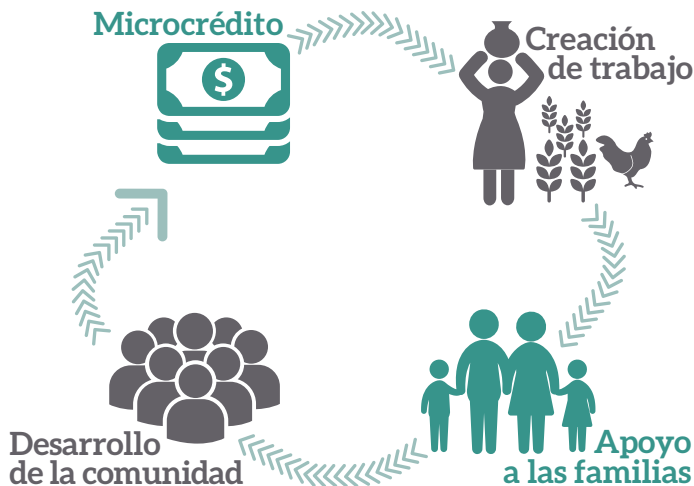 Microcrédito
$
Creación
de trabajo
Apoyo
a las familias
Desarrollo
de la comunidad